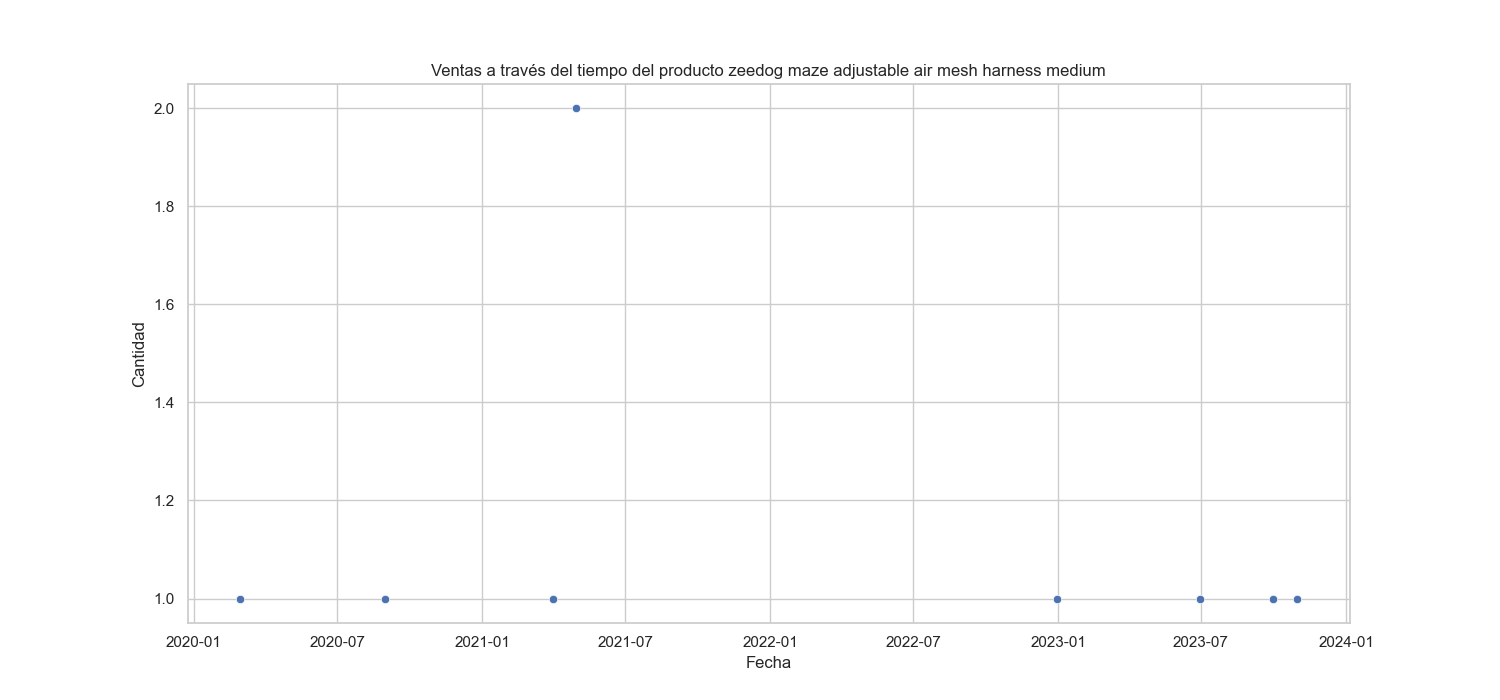 Ventas a través del tiempo del producto zeedog maze adjustable air mesh harness medium
2.0
1.8
1.6
1.4
1.2
1.0
Cantidad
2020-01 2020-07 2021-01 2021-07 2022-01 2022-07 2023-01 2023-07 2024-01
Fecha